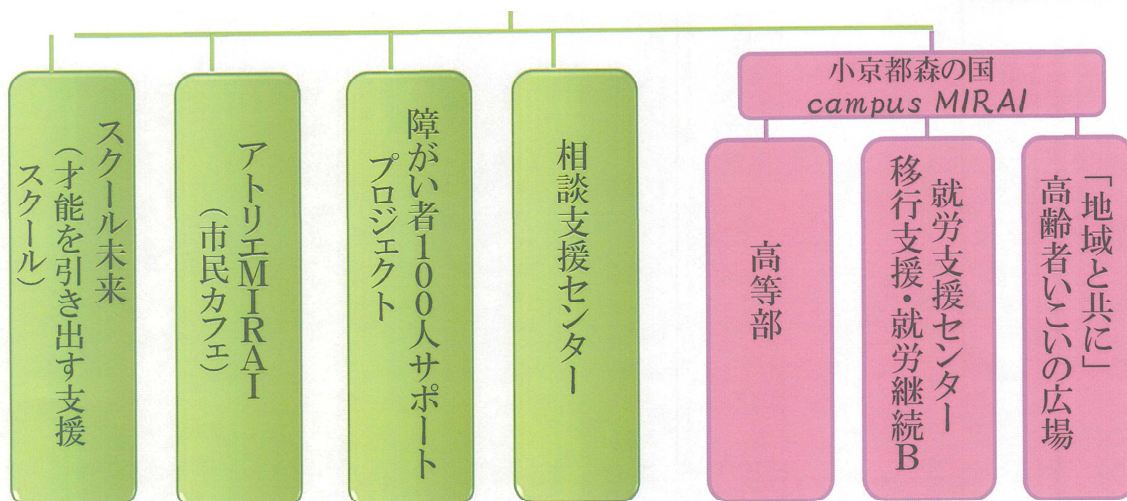 スクール未来
（才能を引き出す支援
スクール）
アトリエMIRAI
（市民カフェ）
障がい者100人サポート
プロジェクト
相談支援センター
小京都森の国
campus MIRAI
高等部
就労支援センター
移行支援・就労継続B
「地域と共に」
高齢者いこいの広場